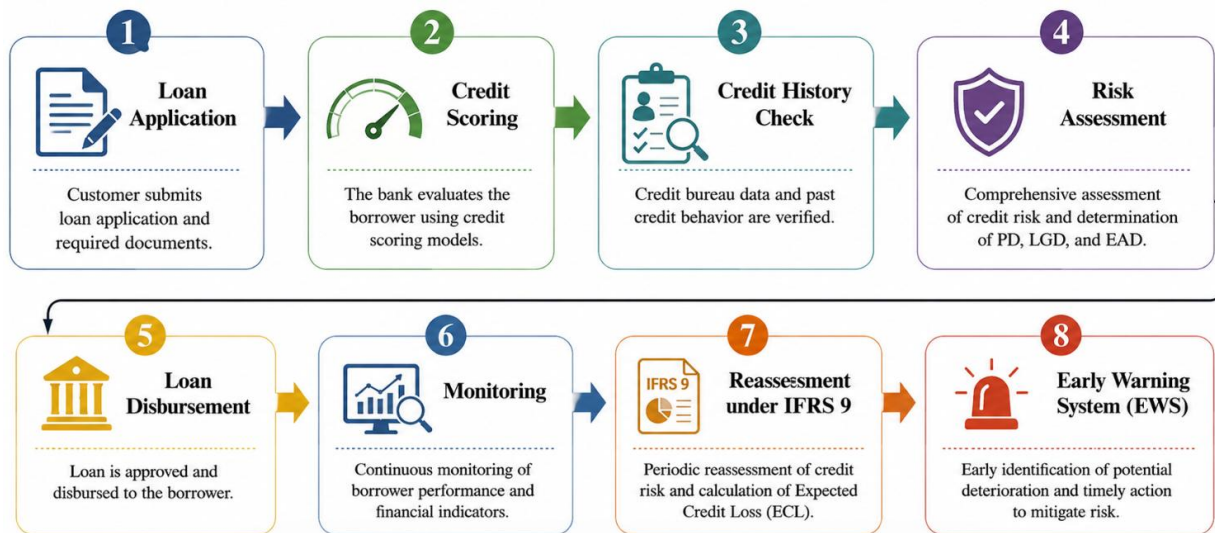 1
Loan
Application
Customer submits
loan application and
required documents.
2
Credit
Scoring
The bank evaluates the
borrower using credit
scoring models.
3
Credit History
Check
Credit bureau data and past
credit behavior are verified.
4
Risk
Assessment
Comprehensive assessment
of credit risk and determination
of PD, LGD, and EAD.
5
Loan
Disbursement
Loan is approved and
disbursed to the borrower.
6
Monitoring
Continuous monitoring of
borrower performance and
financial indicators.
7
IFRS 9
Reassessment
under IFRS 9
Periodic reassessment of credit
risk and calculation of Expected
Credit Loss (ECL).
8
Early Warning
System (EWS)
Early identification of potential
deterioration and timely action
to mitigate risk.